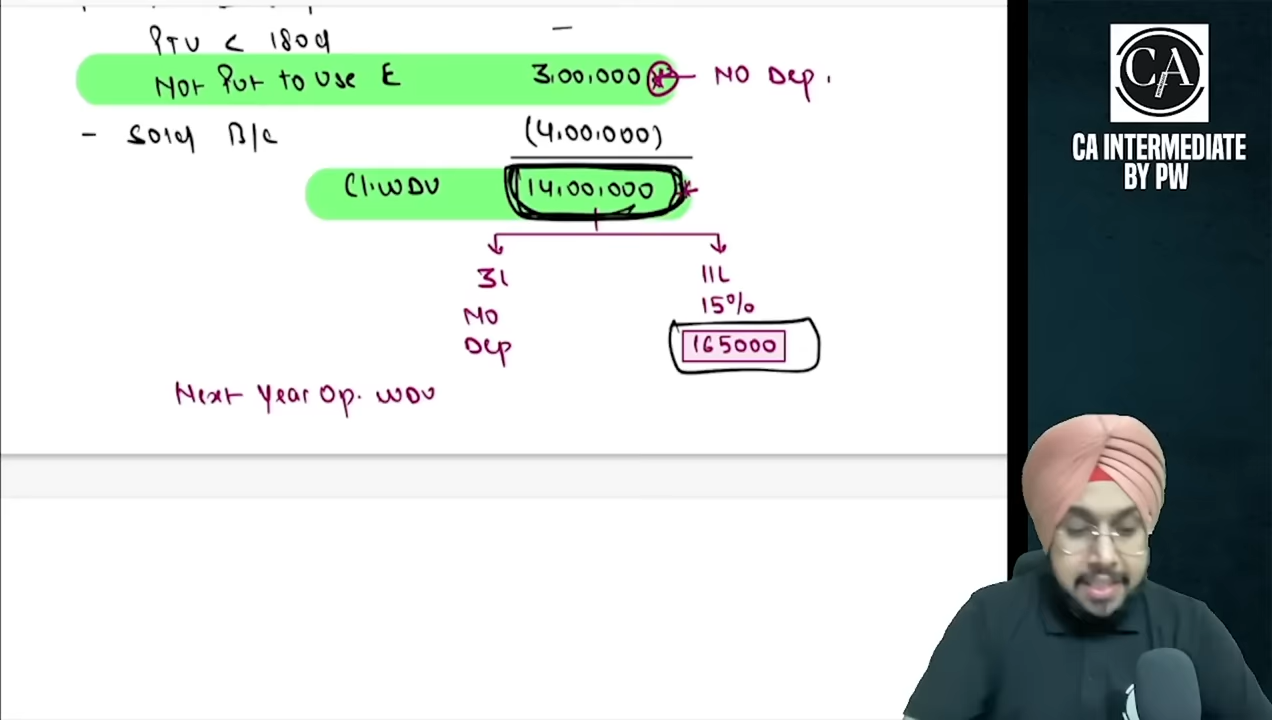 PTU < 180d —
Not Put to use E 3,00,000 * ← NO Dep.
- Sold B/c (4,00,000)
Cl. WDV 14,00,000 *
3L 11L
NO 15%
Dep 165000
Next Year Op. WDV
CA
CA INTERMEDIATE
BY PW